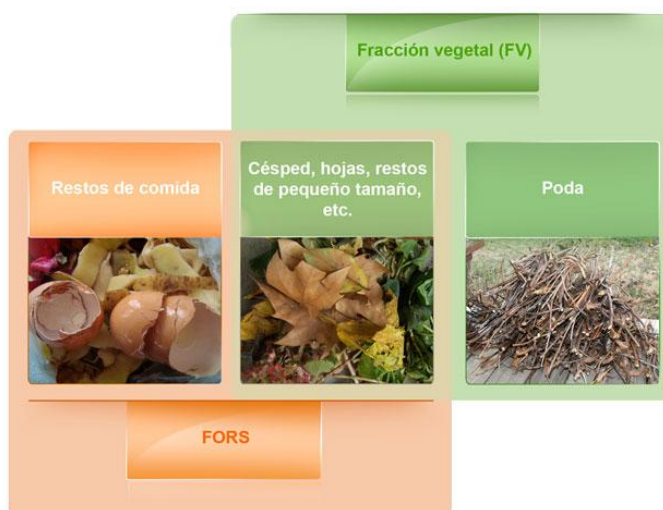 Fracción vegetal (FV)
Restos de comida
Césped, hojas, restos
de pequeño tamaño,
etc.
Poda
FORS